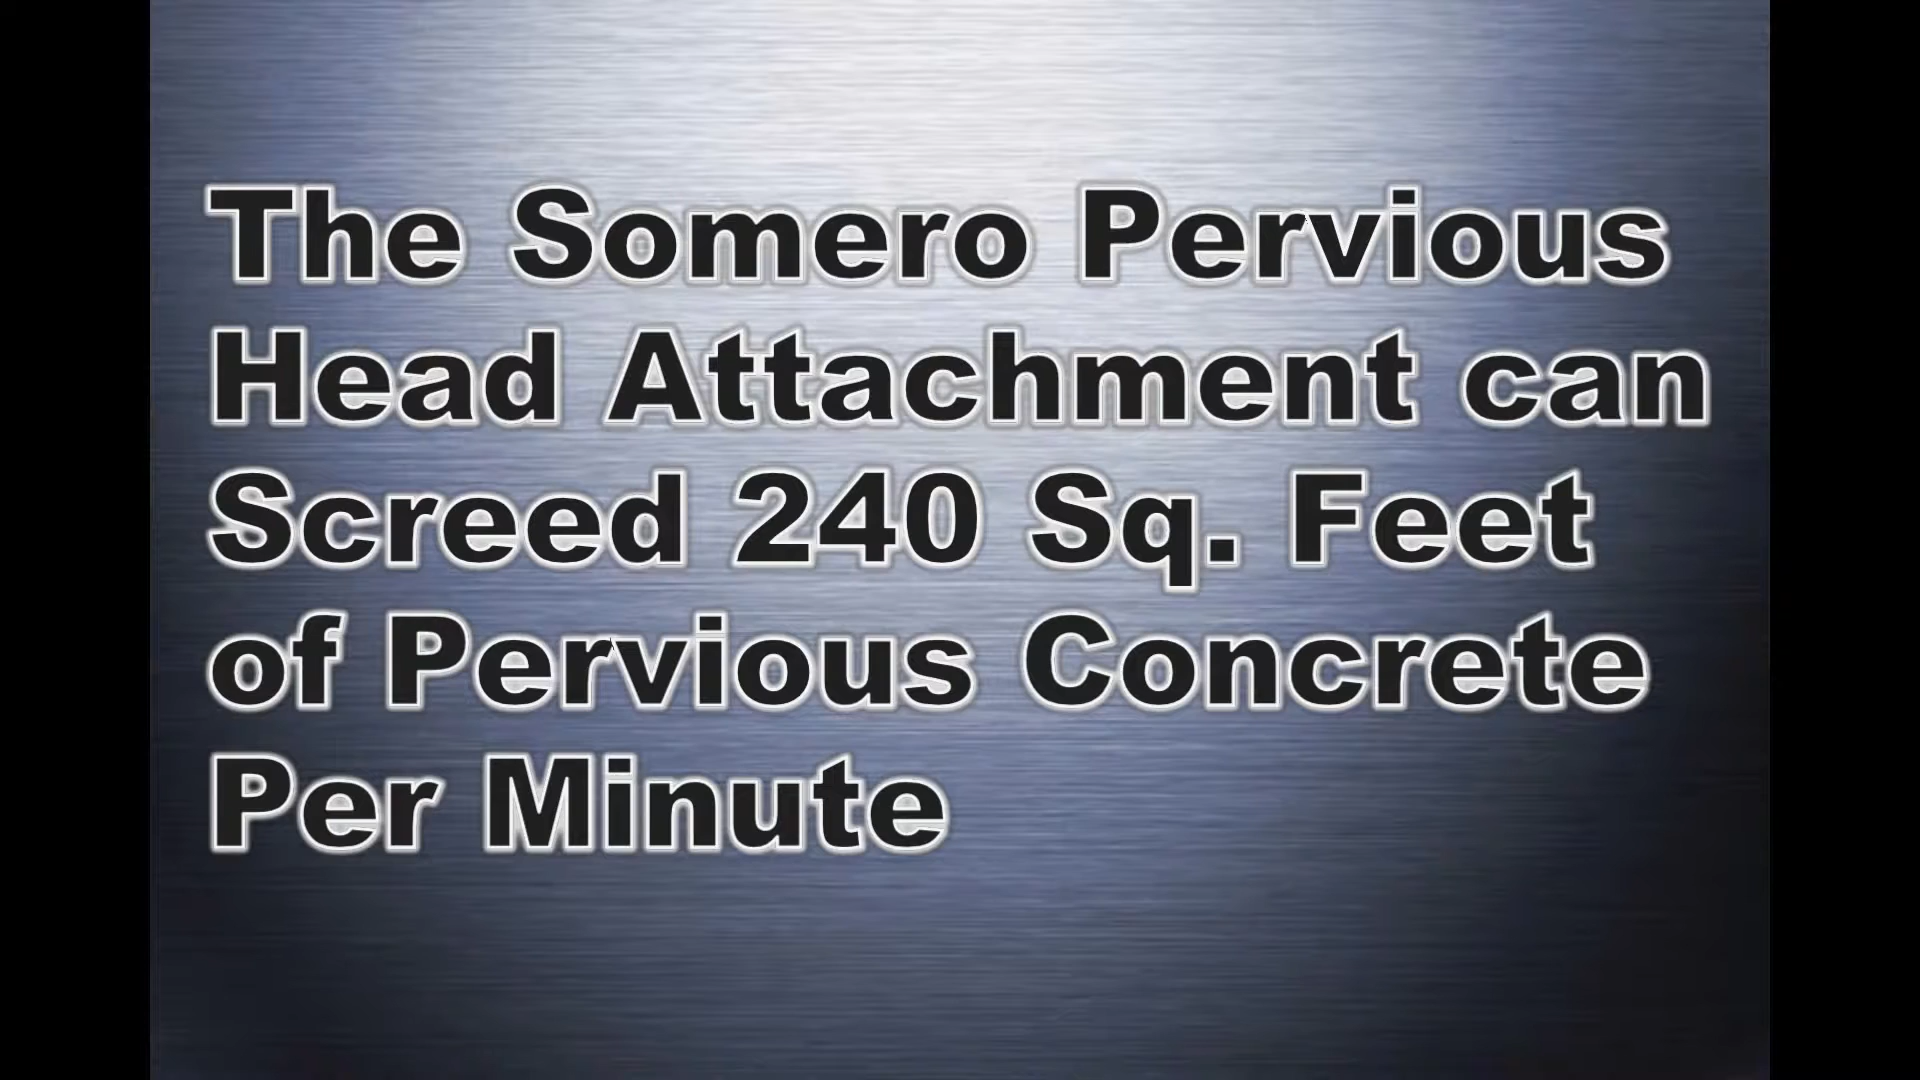 The Somero Pervious
Head Attachment can
Screed 240 Sq. Feet
of Pervious Concrete
Per Minute